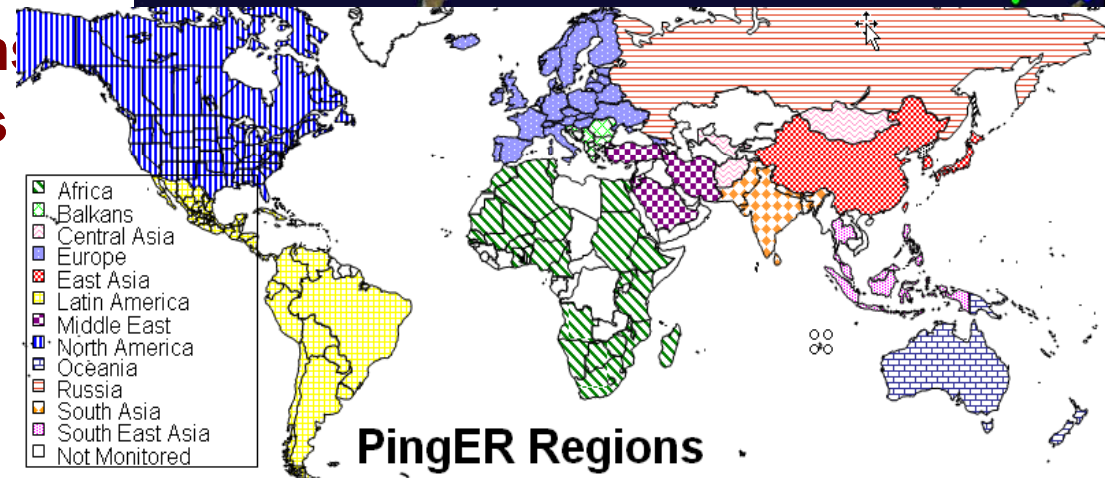 Africa
Balkans
Central Asia
Europe
East Asia
Latin America
Middle East
North America
Oceania
Russia
South Asia
South East Asia
Not Monitored
PingER Regions